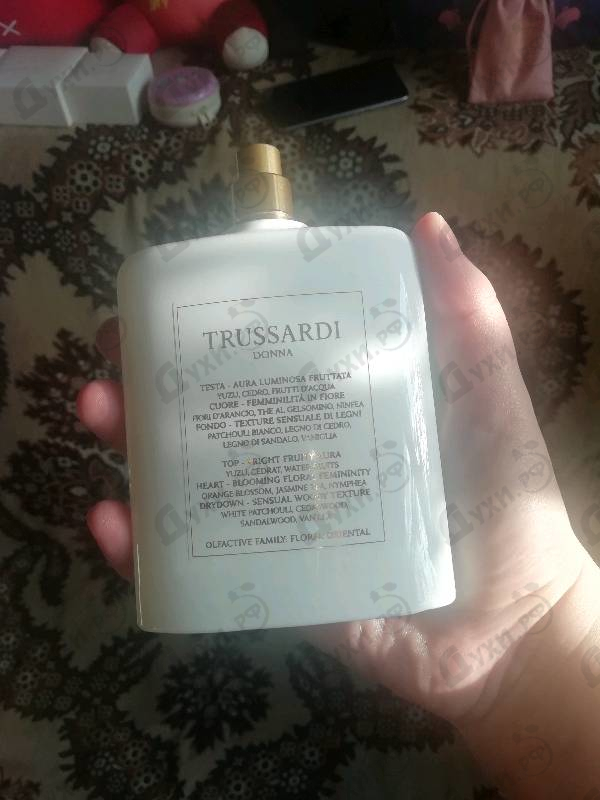 TRUSSARDI
DONNA
TESTA - AURA LUMINOSA FRUTTATA
YUZU, CEDRO, FRUTTI D'ACQUA
CUORE - FEMMINILITÀ IN FIORE
FIORI D'ARANCIO, THE AL GELSOMINO, NINFEA
FONDO - TEXTURE SENSUALE DI LEGNI
PATCHOULI BIANCO, LEGNO DI CEDRO,
LEGNO DI SANDALO, VANIGLIA
TOP - BRIGHT FRUITY AURA
YUZU, CEDRAT, WATER FRUITS
HEART - BLOOMING FLORAL FEMININITY
ORANGE BLOSSOM, JASMINE TEA, NYMPHEA
DRYDOWN - SENSUAL WOODY TEXTURE
WHITE PATCHOULI, CEDARWOOD,
SANDALWOOD, VANILLA
OLFACTIVE FAMILY: FLORAL ORIENTAL
духи.рф